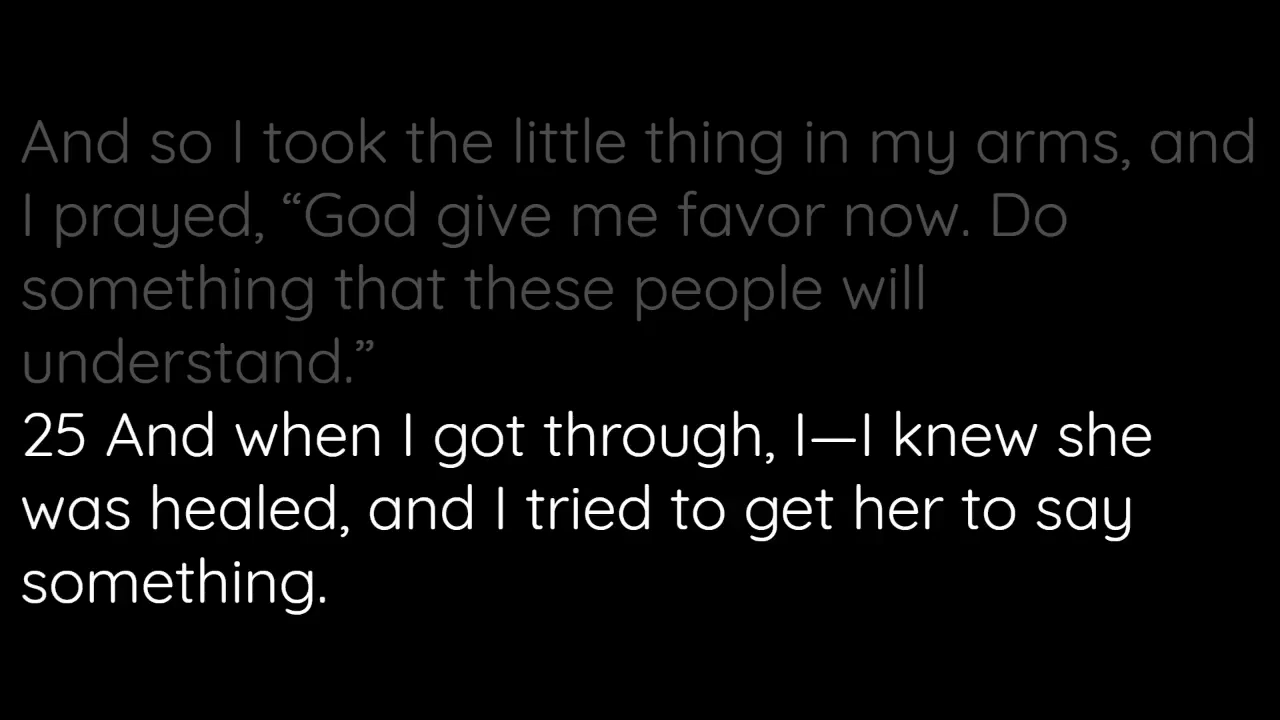 And so I took the little thing in my arms, and
I prayed, “God give me favor now. Do
something that these people will
understand.”
25 And when I got through, I—I knew she
was healed, and I tried to get her to say
something.